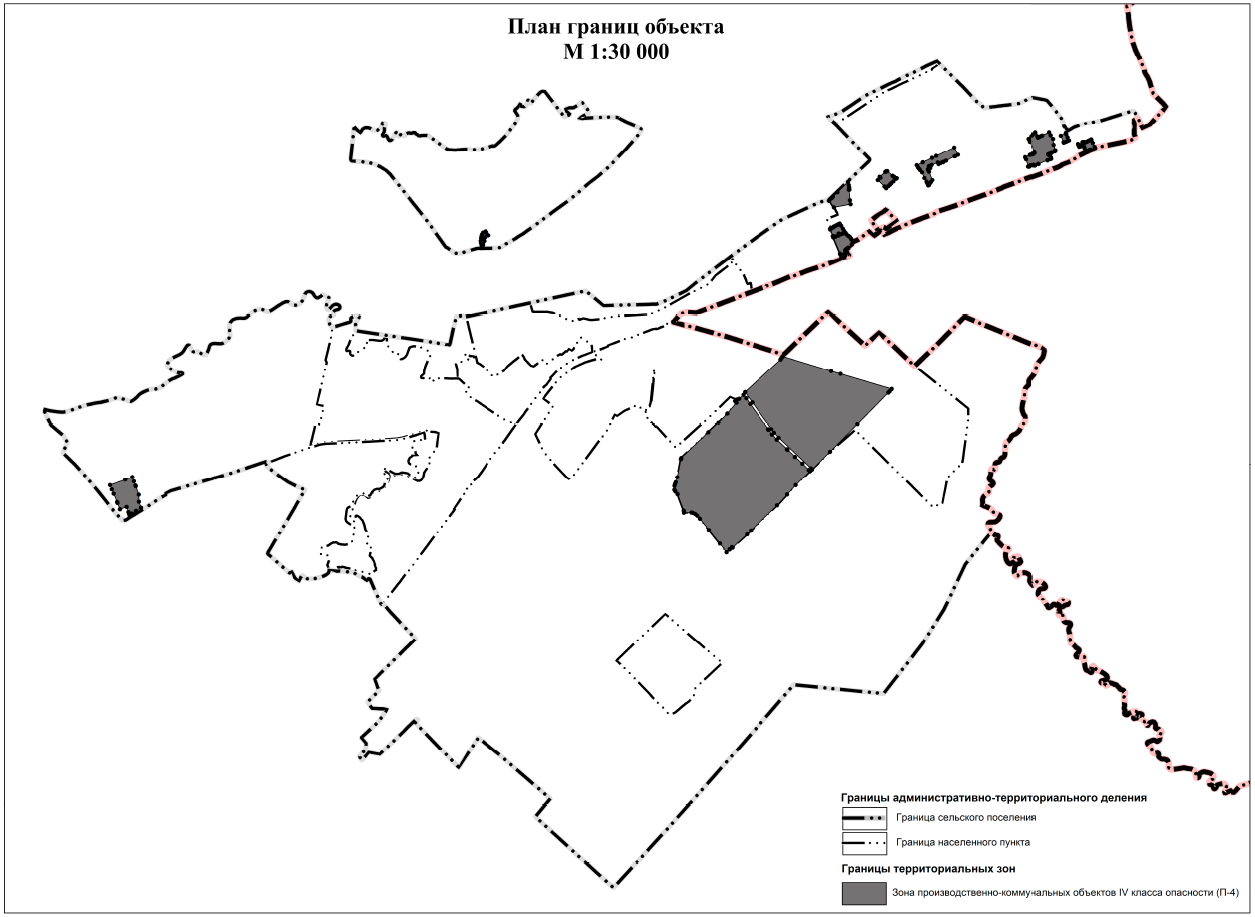 План границ объекта
М 1:30 000
Границы административно-территориального деления
Граница сельского поселения
Граница населенного пункта
Границы территориальных зон
Зона производственно-коммунальных объектов IV класса опасности (П-4)